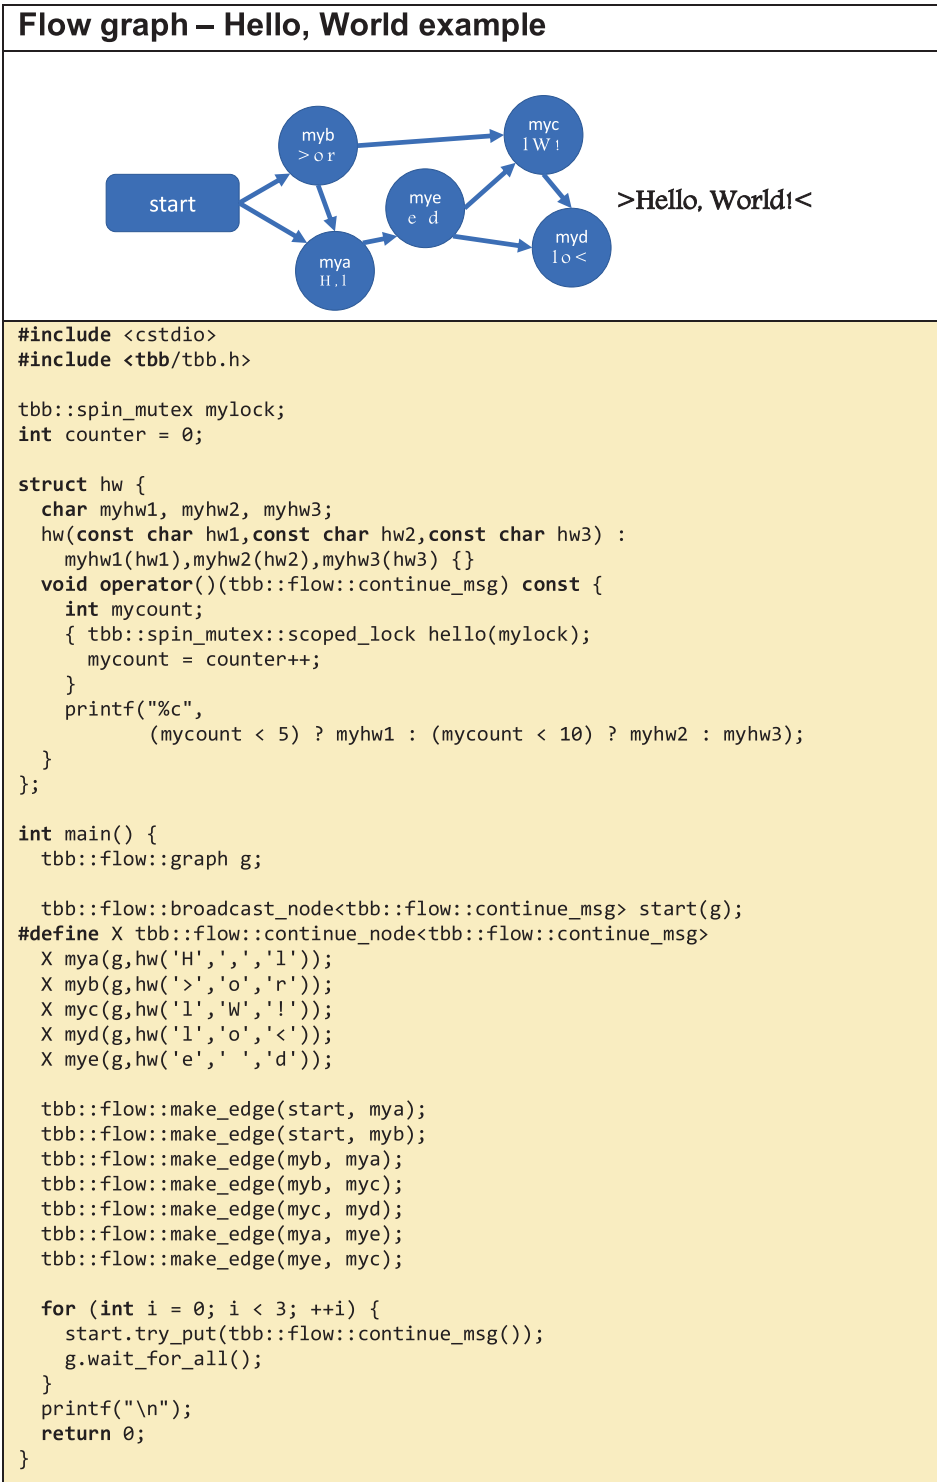 Flow graph – Hello, World example
myb
> o r
myc
l W !
start
mye
e d
>Hello, World!<
myd
l o <
mya
H , l
#include <cstdio>
#include <tbb/tbb.h>

tbb::spin_mutex mylock;
int counter = 0;

struct hw {
  char myhw1, myhw2, myhw3;
  hw(const char hw1,const char hw2,const char hw3) :
    myhw1(hw1),myhw2(hw2),myhw3(hw3) {}
  void operator()(tbb::flow::continue_msg) const {
    int mycount;
    { tbb::spin_mutex::scoped_lock hello(mylock);
      mycount = counter++;
    }
    printf("%c",
           (mycount < 5) ? myhw1 : (mycount < 10) ? myhw2 : myhw3);
  }
};

int main() {
  tbb::flow::graph g;

  tbb::flow::broadcast_node<tbb::flow::continue_msg> start(g);
#define X tbb::flow::continue_node<tbb::flow::continue_msg>
  X mya(g,hw('H',',','l'));
  X myb(g,hw('>','o','r'));
  X myc(g,hw('l','W','!'));
  X myd(g,hw('l','o','<'));
  X mye(g,hw('e',' ','d'));

  tbb::flow::make_edge(start, mya);
  tbb::flow::make_edge(start, myb);
  tbb::flow::make_edge(myb, mya);
  tbb::flow::make_edge(myb, myc);
  tbb::flow::make_edge(myc, myd);
  tbb::flow::make_edge(mya, mye);
  tbb::flow::make_edge(mye, myc);

  for (int i = 0; i < 3; ++i) {
    start.try_put(tbb::flow::continue_msg());
    g.wait_for_all();
  }
  printf("\n");
  return 0;
}